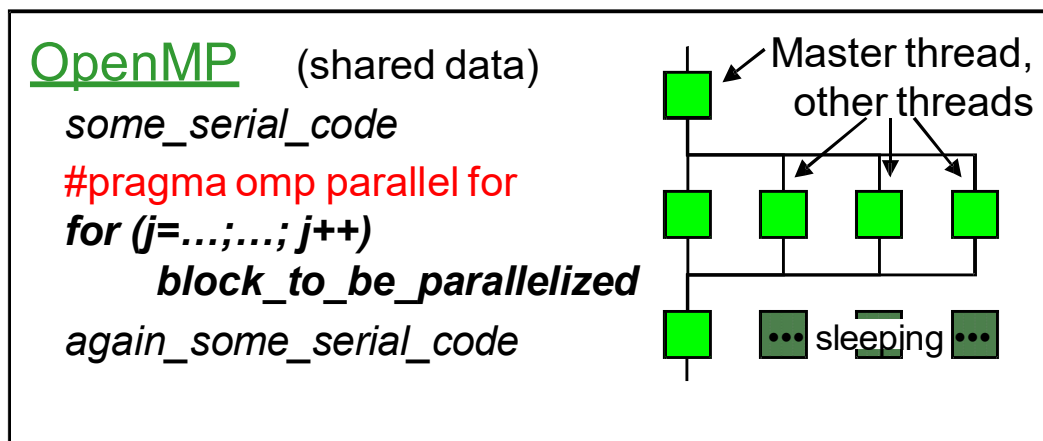 OpenMP (shared data)
some_serial_code
#pragma omp parallel for
for (j=…;…; j++)
block_to_be_parallelized
again_some_serial_code
Master thread,
other threads
••• sleeping •••